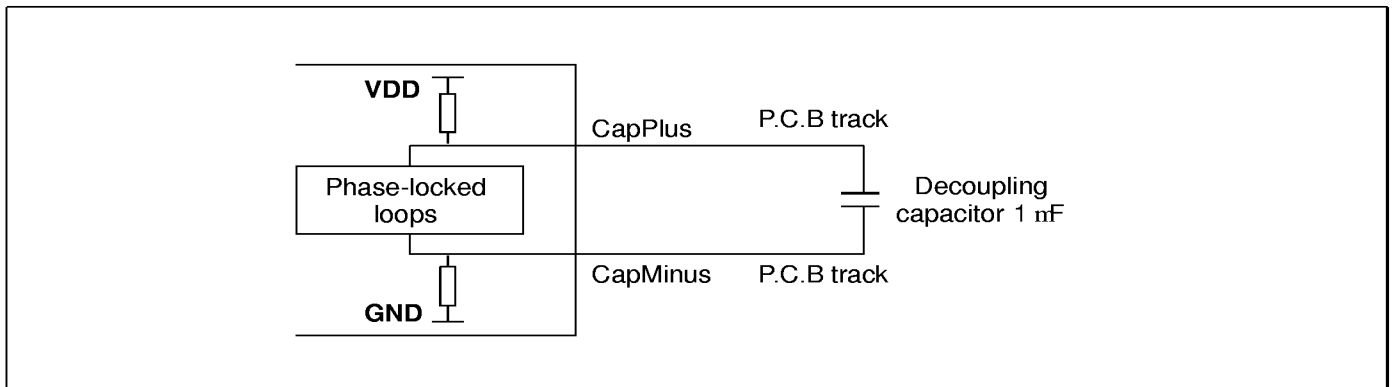 VDD
CapPlus
P.C.B track
Phase-locked
loops
Decoupling
capacitor 1 mF
CapMinus
P.C.B track
GND